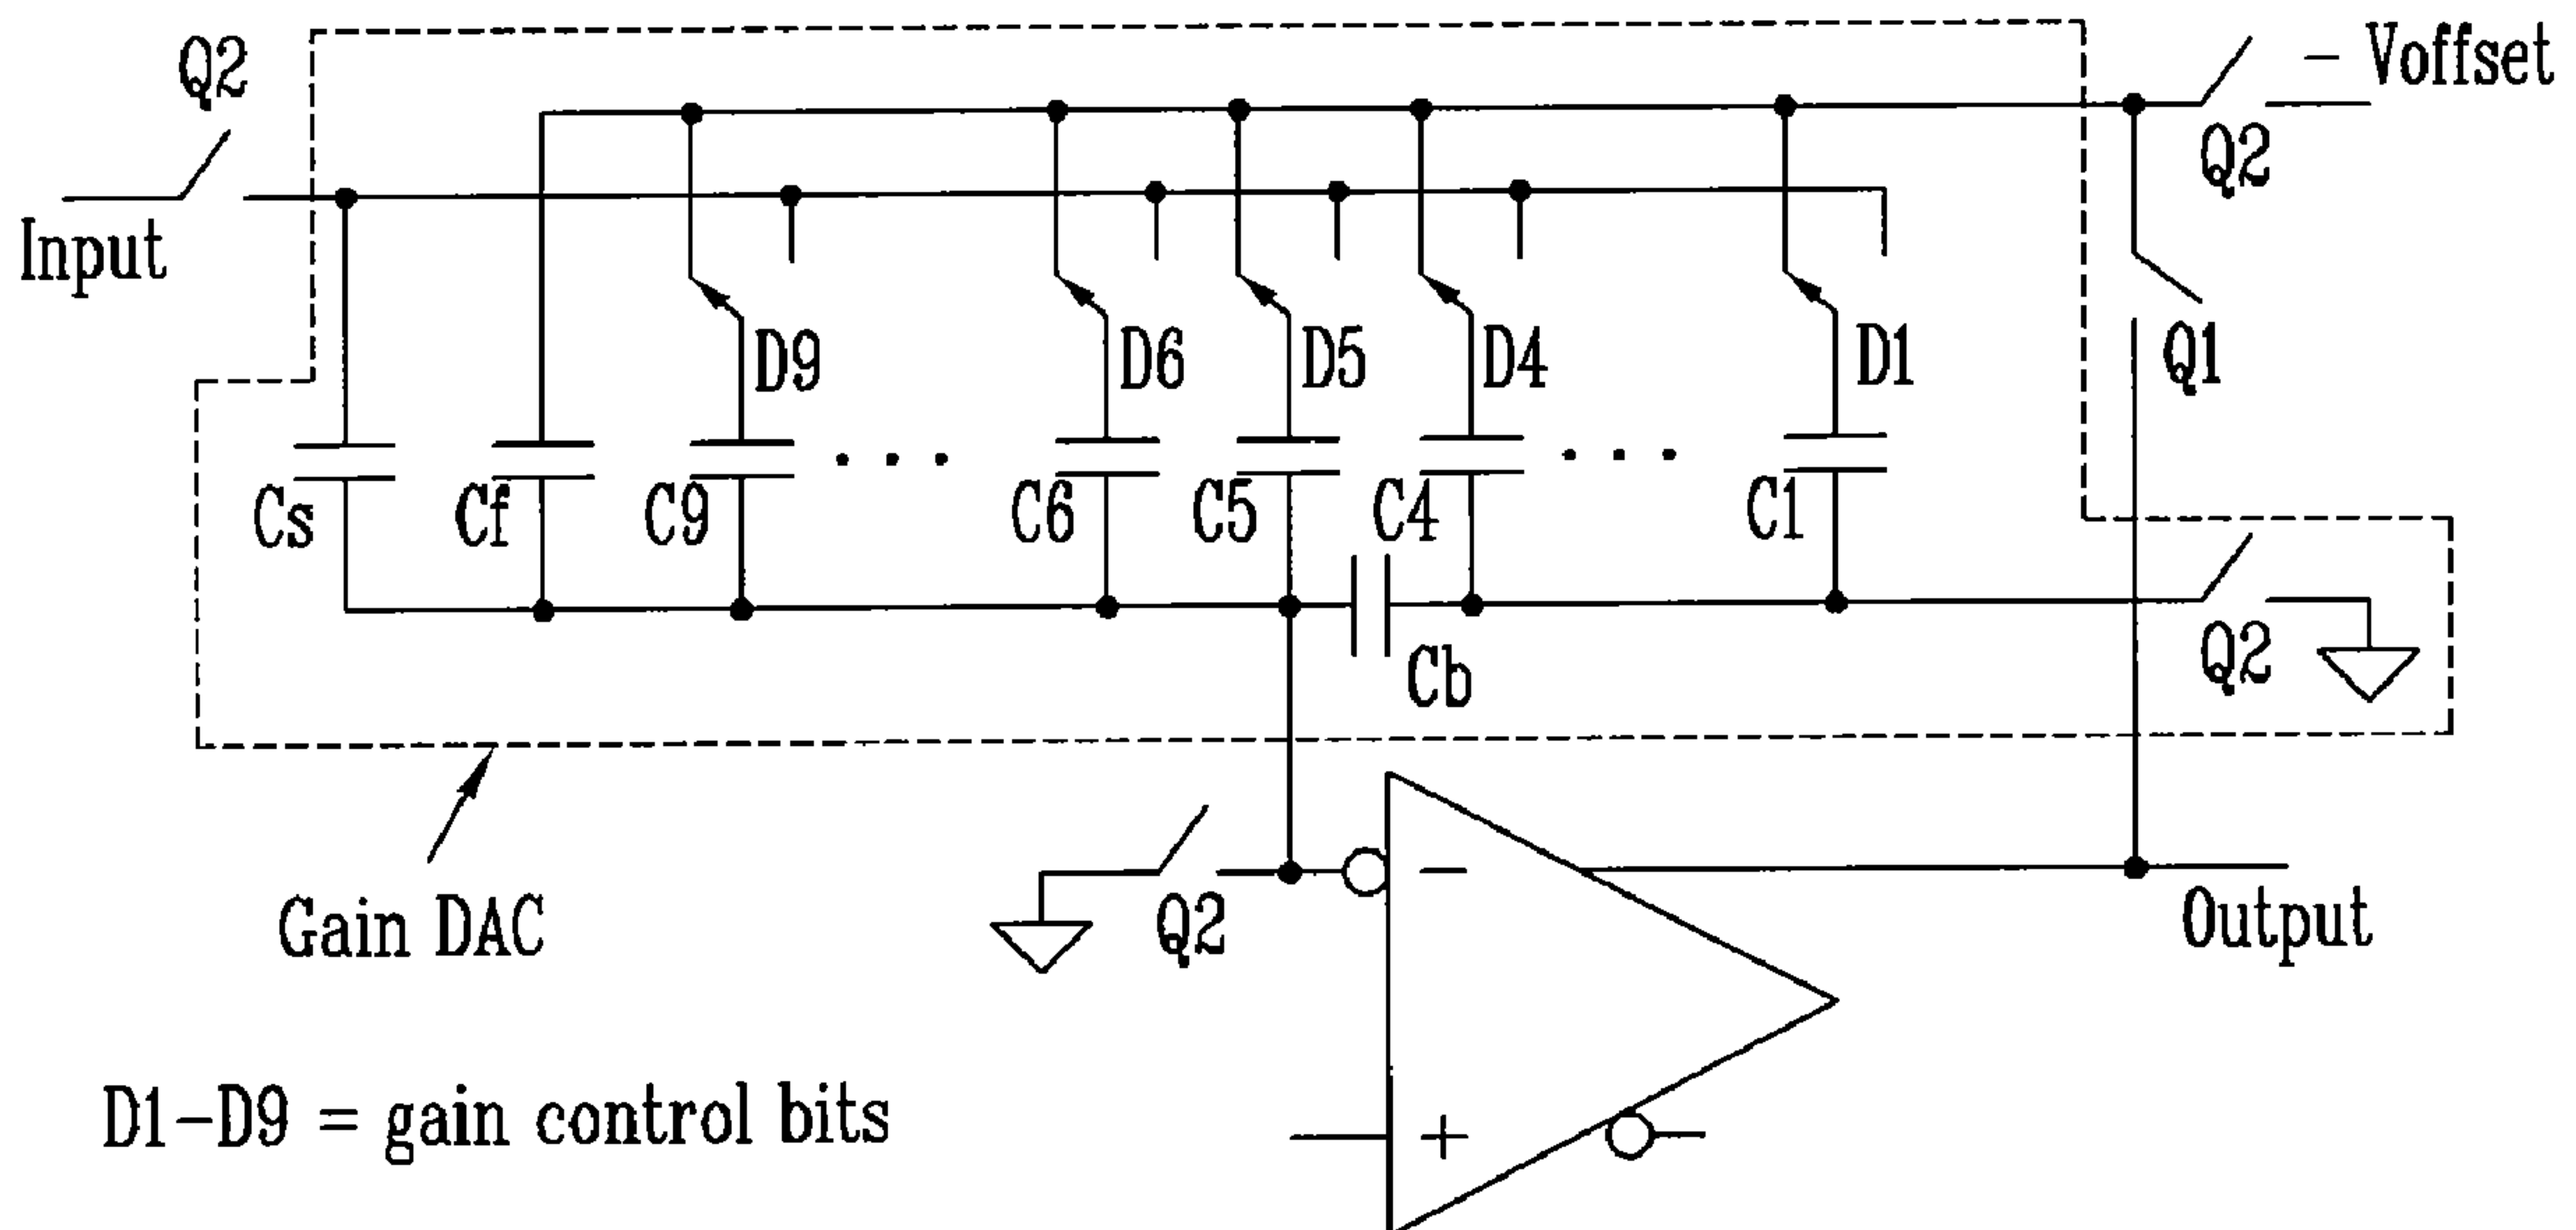 Q2
- Voffset
Q2
Input
D9
D6
D5
D4
D1
Q1
Cs
Cf
C9
C6
C5
C4
C1
Cb
Q2
Gain DAC
Q2
-
Output
D1-D9 = gain control bits
+